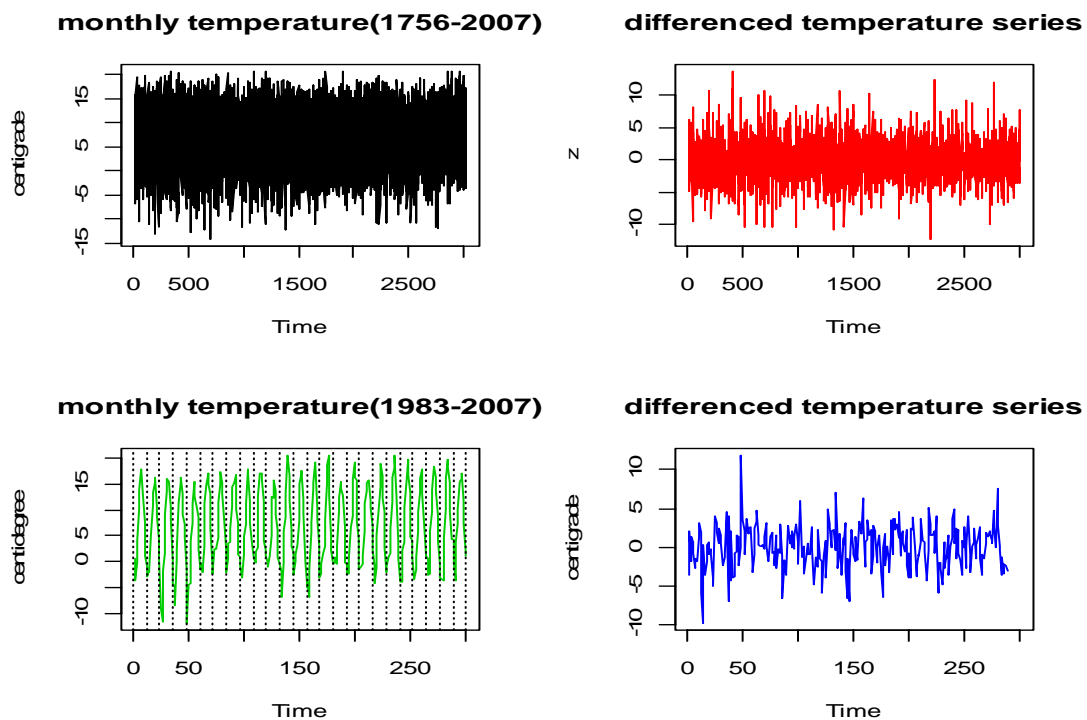 monthly temperature(1756-2007)
centigrade
15
5
-5
-15
0 500 1500 2500
Time
differenced temperature series
z
10
5
0
-10
0 500 1500 2500
Time
monthly temperature(1983-2007)
centidegree
15
5
0
-10
0 50 150 250
Time
differenced temperature series
centigrade
10
5
0
-5
-10
0 50 150 250
Time